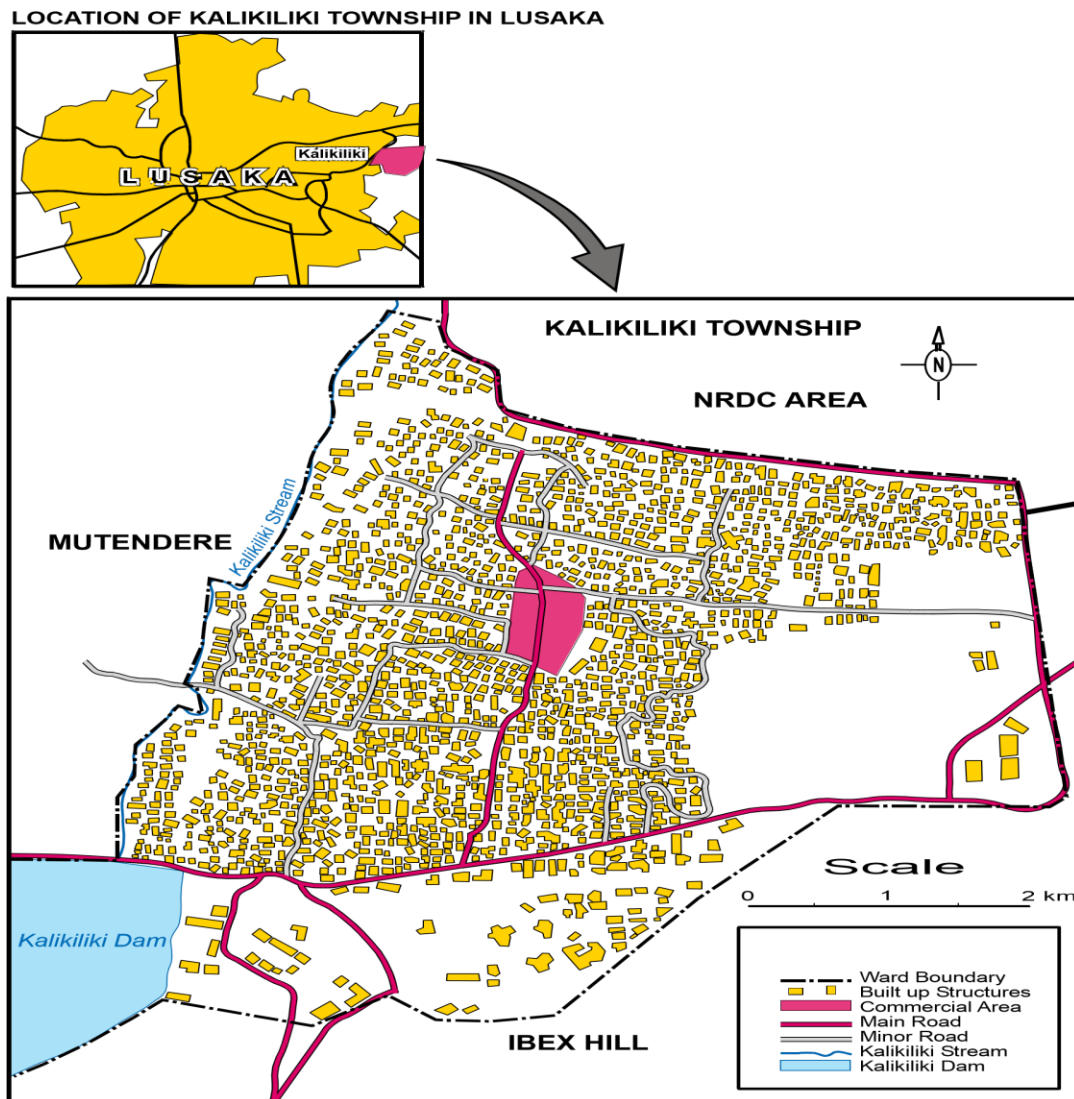 LOCATION OF KALIKILIKI TOWNSHIP IN LUSAKA
Kalikiliki
LUSAKA
KALIKILIKI TOWNSHIP
N
NRDC AREA
Kalikiliki Stream
MUTENDERE
Scale
0 1 2 km
Kalikiliki Dam
IBEX HILL
Ward Boundary
Built up Structures
Commercial Area
Main Road
Minor Road
Kalikiliki Stream
Kalikiliki Dam